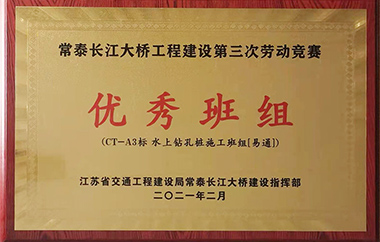 常泰长江大桥工程建设第三次劳动竞赛
优秀班组
(CT-A3标 水上钻孔桩施工班组[易通])
江苏省交通工程建设局常泰长江大桥建设指挥部
二〇二一年二月